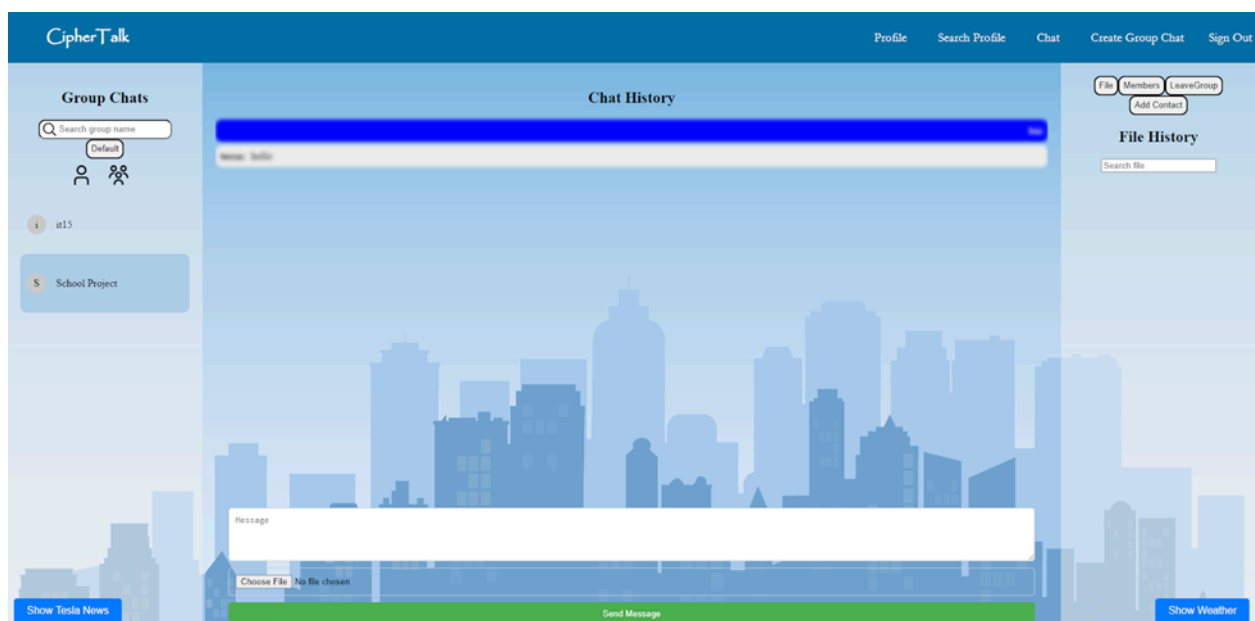 CipherTalk
Profile Search Profile Chat Create Group Chat Sign Out
Group Chats
Search group name
Default
i it15
S School Project
Chat History
hello
Message
Choose File No file chosen
Send Message
File Members LeaveGroup
Add Contact
File History
Search file
Show Tesla News
Show Weather